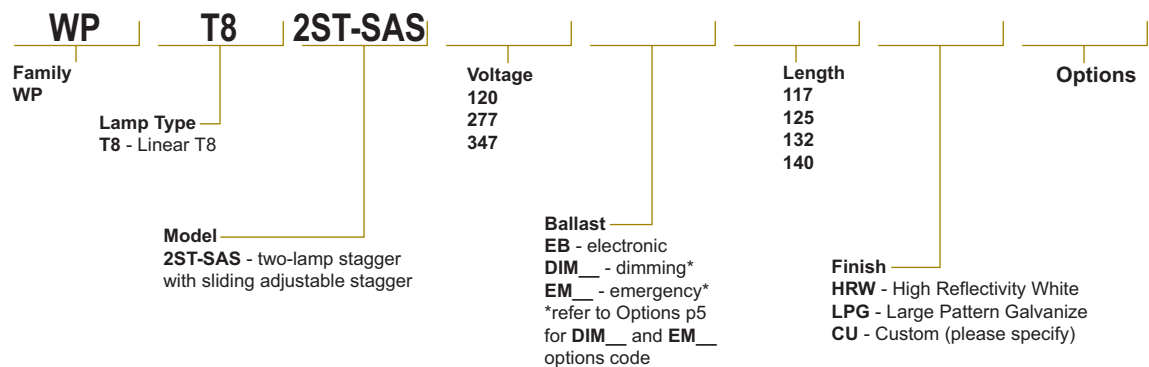 WP T8 2ST-SAS
Family
WP
Lamp Type
T8 - Linear T8
Model
2ST-SAS - two-lamp stagger
with sliding adjustable stagger
Voltage
120
277
347
Ballast
EB - electronic
DIM__ - dimming*
EM__ - emergency*
*refer to Options p5
for DIM__ and EM__
options code
Length
117
125
132
140
Finish
HRW - High Reflectivity White
LPG - Large Pattern Galvanize
CU - Custom (please specify)
Options